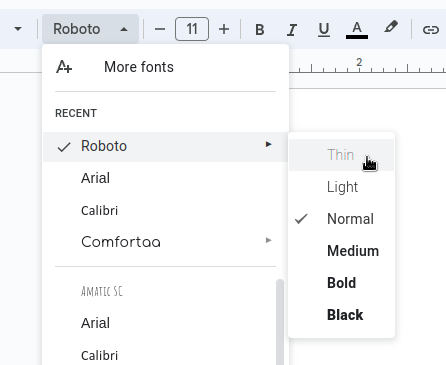 Roboto 11 B I U A
2
More fonts
RECENT
Roboto
Arial
Calibri
Comfortaa
Amatic SC
Arial
Calibri
Thin
Light
Normal
Medium
Bold
Black